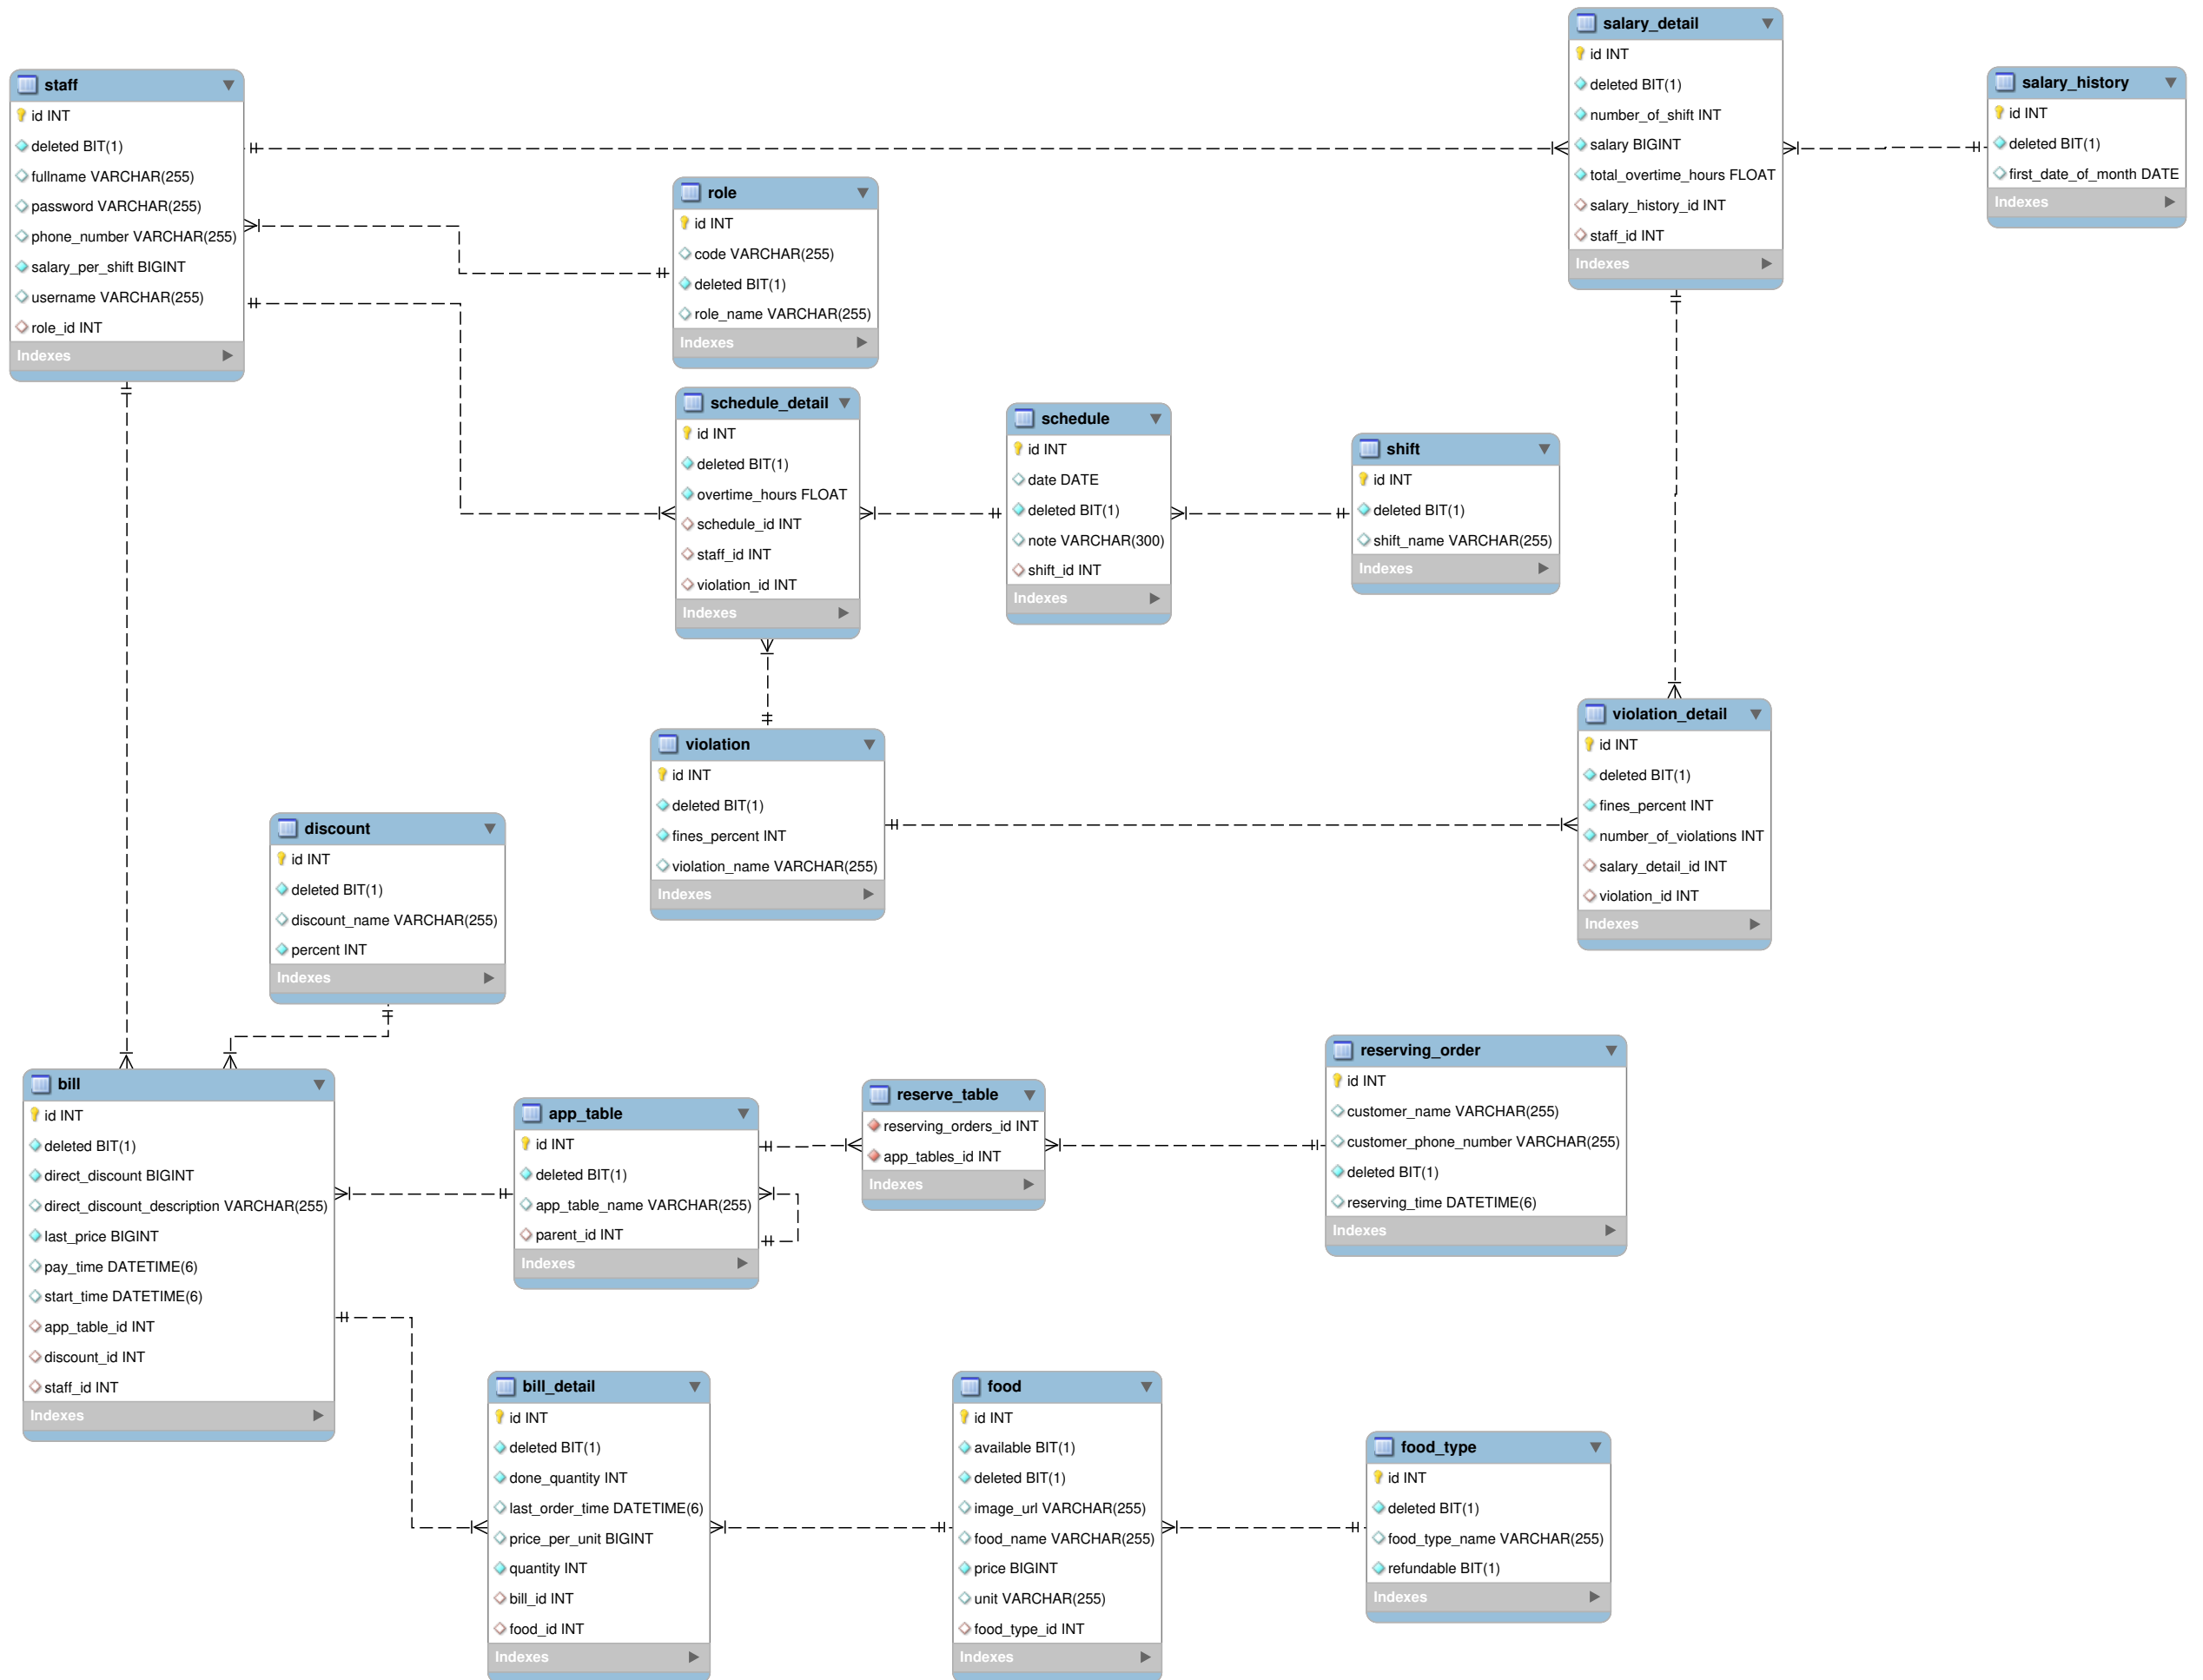 salary_detail
id INT
deleted BIT(1)
number_of_shift INT
salary BIGINT
total_overtime_hours FLOAT
salary_history_id INT
staff_id INT
Indexes
salary_history
id INT
deleted BIT(1)
first_date_of_month DATE
Indexes
staff
id INT
deleted BIT(1)
fullname VARCHAR(255)
password VARCHAR(255)
phone_number VARCHAR(255)
salary_per_shift BIGINT
username VARCHAR(255)
role_id INT
Indexes
role
id INT
code VARCHAR(255)
deleted BIT(1)
role_name VARCHAR(255)
Indexes
schedule_detail
id INT
deleted BIT(1)
overtime_hours FLOAT
schedule_id INT
staff_id INT
violation_id INT
Indexes
schedule
id INT
date DATE
deleted BIT(1)
note VARCHAR(300)
shift_id INT
Indexes
shift
id INT
deleted BIT(1)
shift_name VARCHAR(255)
Indexes
violation
id INT
deleted BIT(1)
fines_percent INT
violation_name VARCHAR(255)
Indexes
violation_detail
id INT
deleted BIT(1)
fines_percent INT
number_of_violations INT
salary_detail_id INT
violation_id INT
Indexes
discount
id INT
deleted BIT(1)
discount_name VARCHAR(255)
percent INT
Indexes
bill
id INT
deleted BIT(1)
direct_discount BIGINT
direct_discount_description VARCHAR(255)
last_price BIGINT
pay_time DATETIME(6)
start_time DATETIME(6)
app_table_id INT
discount_id INT
staff_id INT
Indexes
app_table
id INT
deleted BIT(1)
app_table_name VARCHAR(255)
parent_id INT
Indexes
reserve_table
reserving_orders_id INT
app_tables_id INT
Indexes
reserving_order
id INT
customer_name VARCHAR(255)
customer_phone_number VARCHAR(255)
deleted BIT(1)
reserving_time DATETIME(6)
Indexes
bill_detail
id INT
deleted BIT(1)
done_quantity INT
last_order_time DATETIME(6)
price_per_unit BIGINT
quantity INT
bill_id INT
food_id INT
Indexes
food
id INT
available BIT(1)
deleted BIT(1)
image_url VARCHAR(255)
food_name VARCHAR(255)
price BIGINT
unit VARCHAR(255)
food_type_id INT
Indexes
food_type
id INT
deleted BIT(1)
food_type_name VARCHAR(255)
refundable BIT(1)
Indexes